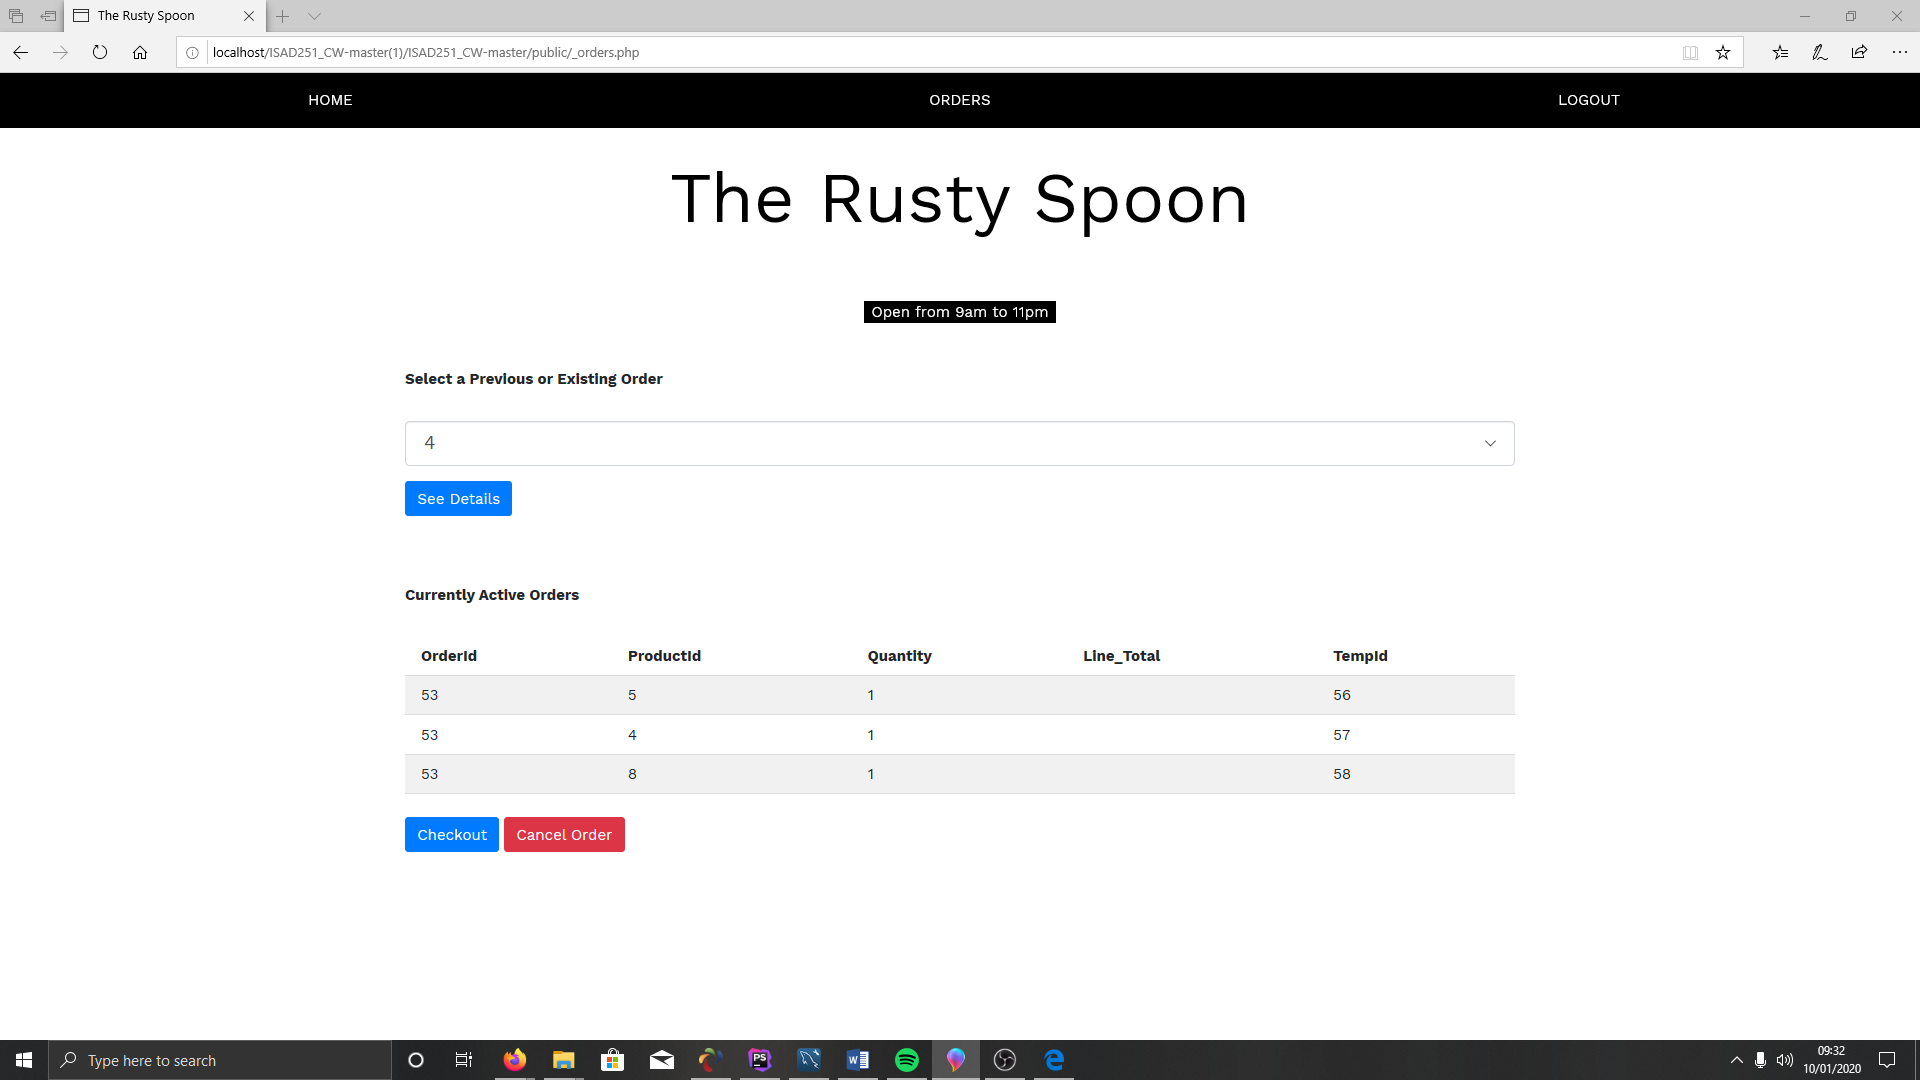 The Rusty Spoon
localhost/ISAD251_CW-master(1)/ISAD251_CW-master/public/_orders.php
HOME ORDERS LOGOUT
The Rusty Spoon
Open from 9am to 11pm
Select a Previous or Existing Order
4
See Details
Currently Active Orders
OrderId ProductId Quantity Line_Total TempId
53 5 1 56
53 4 1 57
53 8 1 58
Checkout Cancel Order
Type here to search
PS
W
09:32
10/01/2020